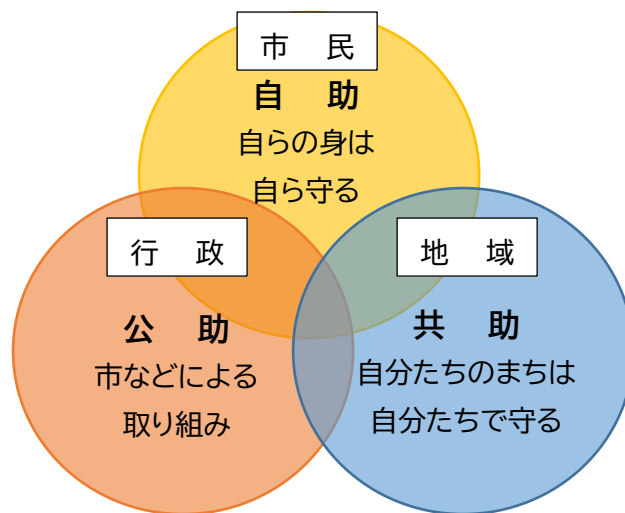 市　民
自　助
自らの身は
自ら守る
行　政
公　助
市などによる
取り組み
地　域
共　助
自分たちのまちは
自分たちで守る